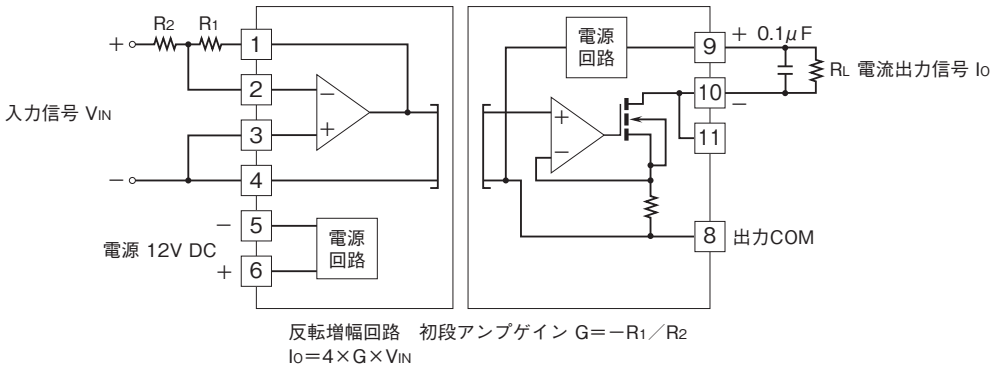 R2
R1
+
1
2
3
4
5
6
−
+
入力信号 VIN
−
−
電源 12V DC
+
電源
回路
電源
回路
9
10
11
8
+ 0.1μF
RL 電流出力信号 IO
−
+
−
出力COM
反転増幅回路 初段アンプゲイン G=−R1／R2
IO=4×G×VIN